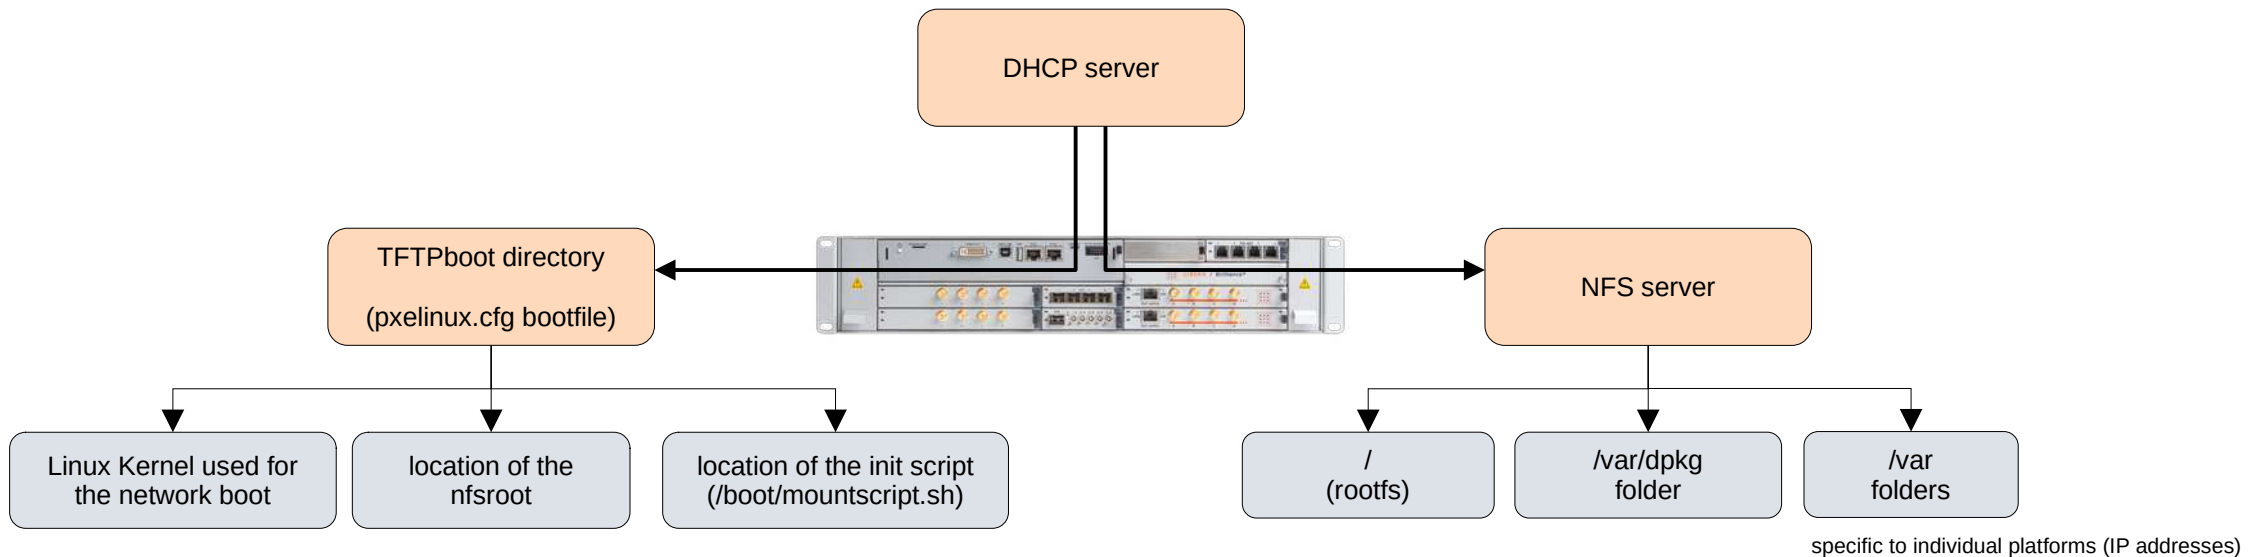 DHCP server
TFTPboot directory
(pxelinux.cfg bootfile)
NFS server
Linux Kernel used for
the network boot
location of the
nfsroot
location of the init script
(/boot/mountscript.sh)
/
(rootfs)
/var/dpkg
folder
/var
folders
specific to individual platforms (IP addresses)